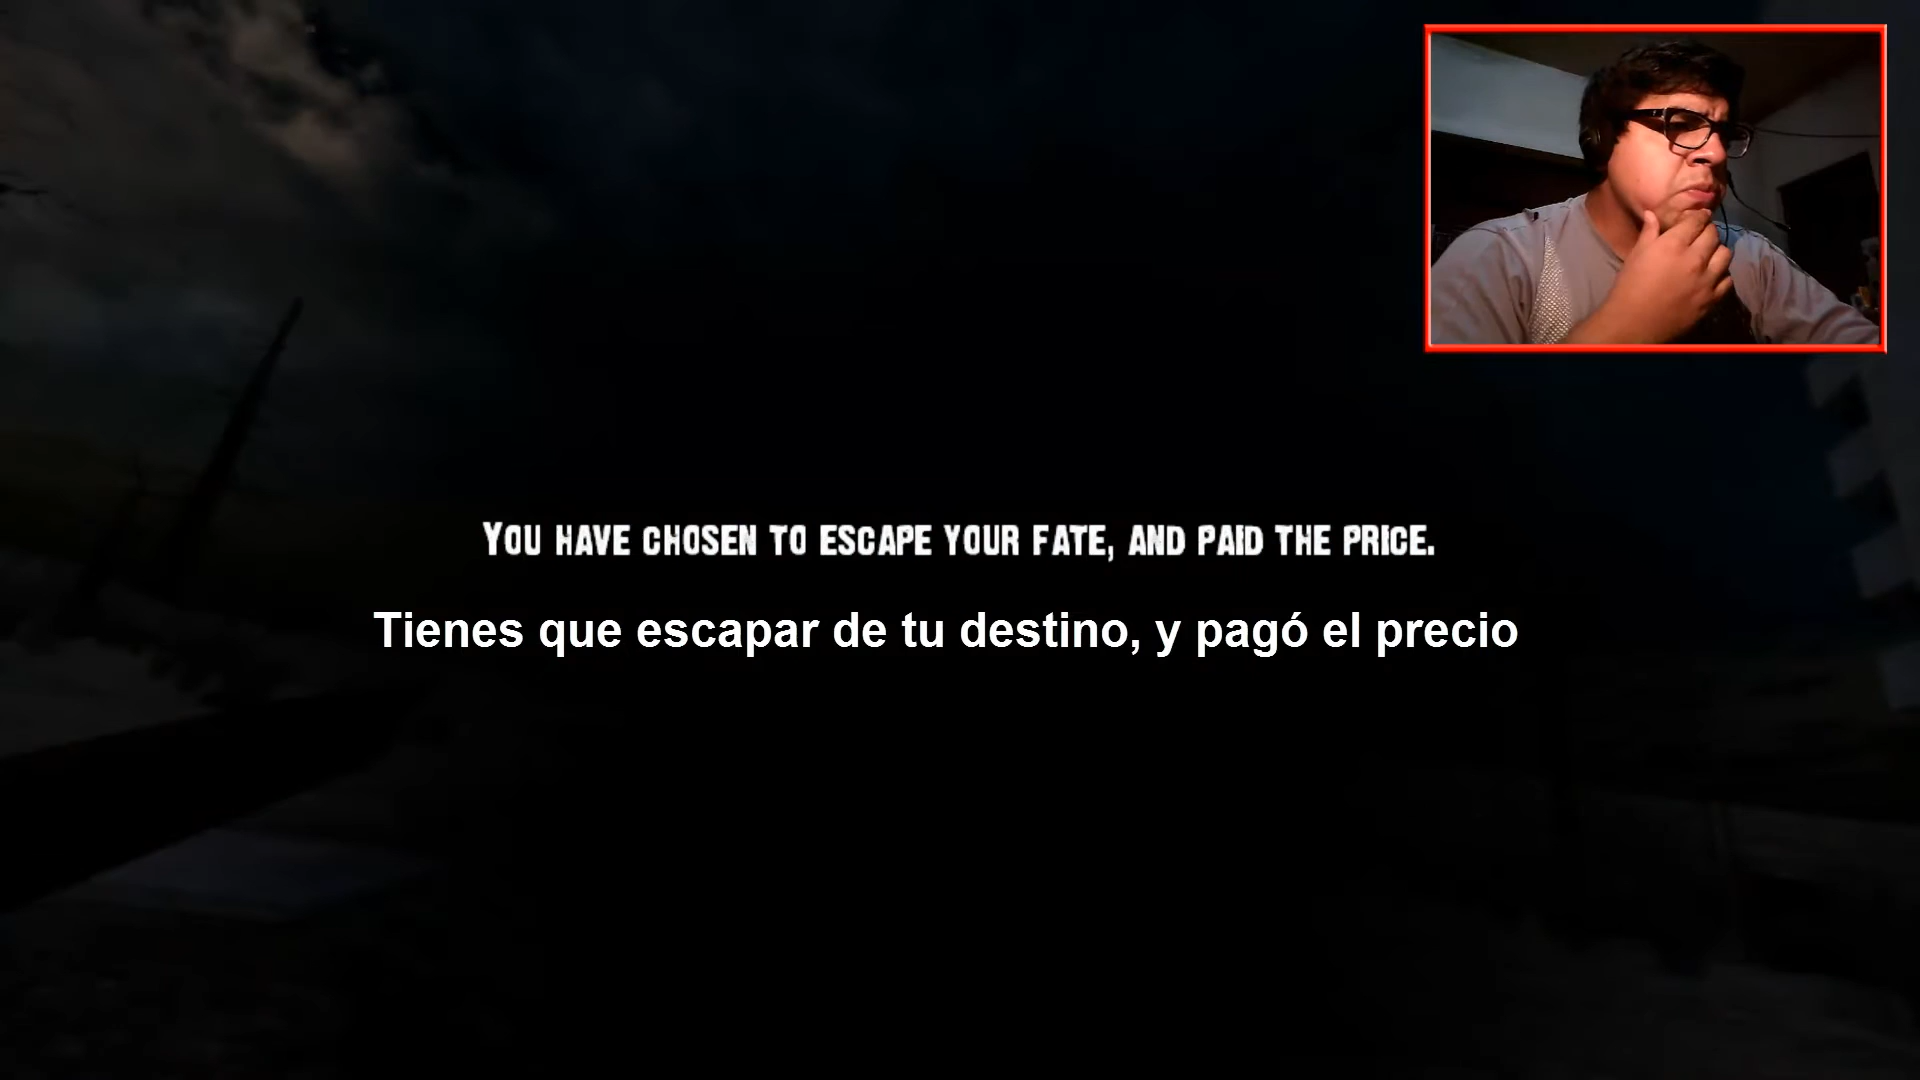 YOU HAVE CHOSEN TO ESCAPE YOUR FATE, AND PAID THE PRICE.
Tienes que escapar de tu destino, y pagó el precio